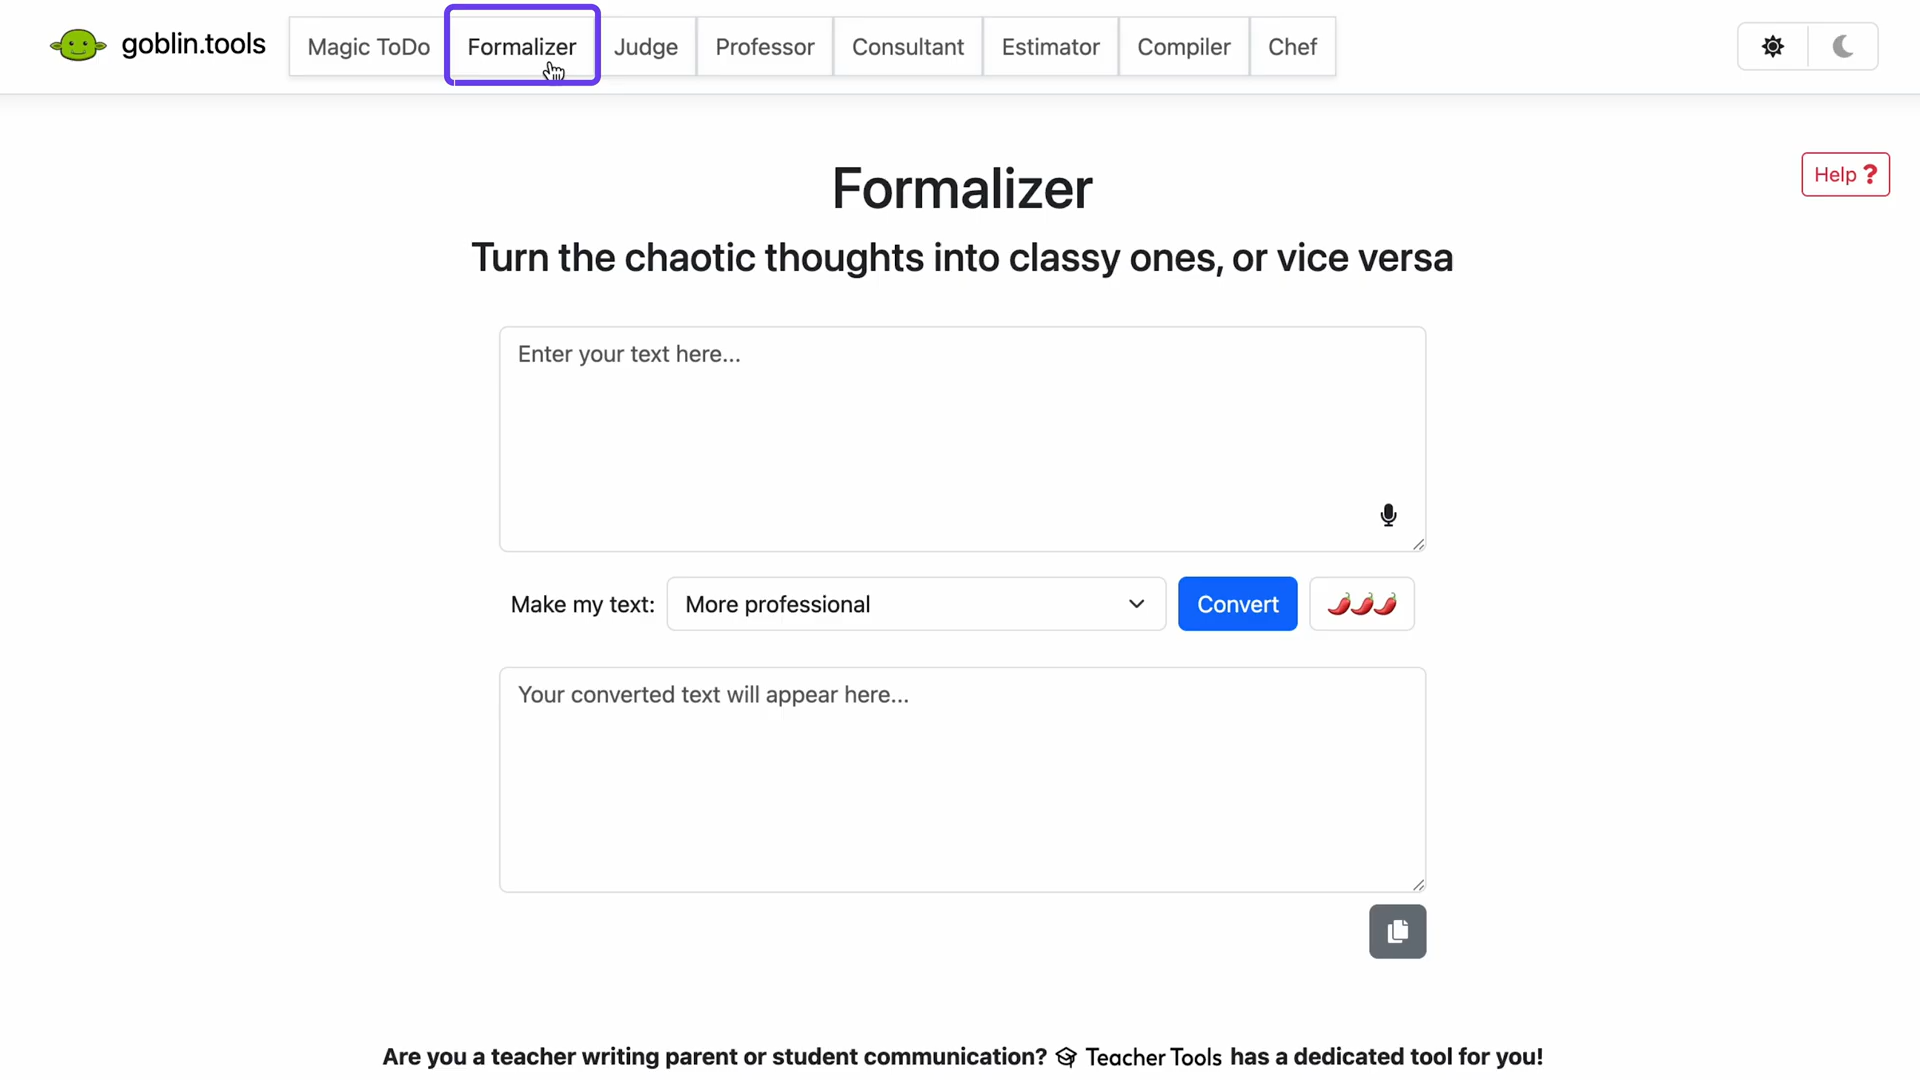 goblin.tools
Magic ToDo
Formalizer
Judge
Professor
Consultant
Estimator
Compiler
Chef
Help ?
Formalizer
Turn the chaotic thoughts into classy ones, or vice versa
Enter your text here...
Make my text: More professional Convert
Your converted text will appear here...
Are you a teacher writing parent or student communication? Teacher Tools has a dedicated tool for you!